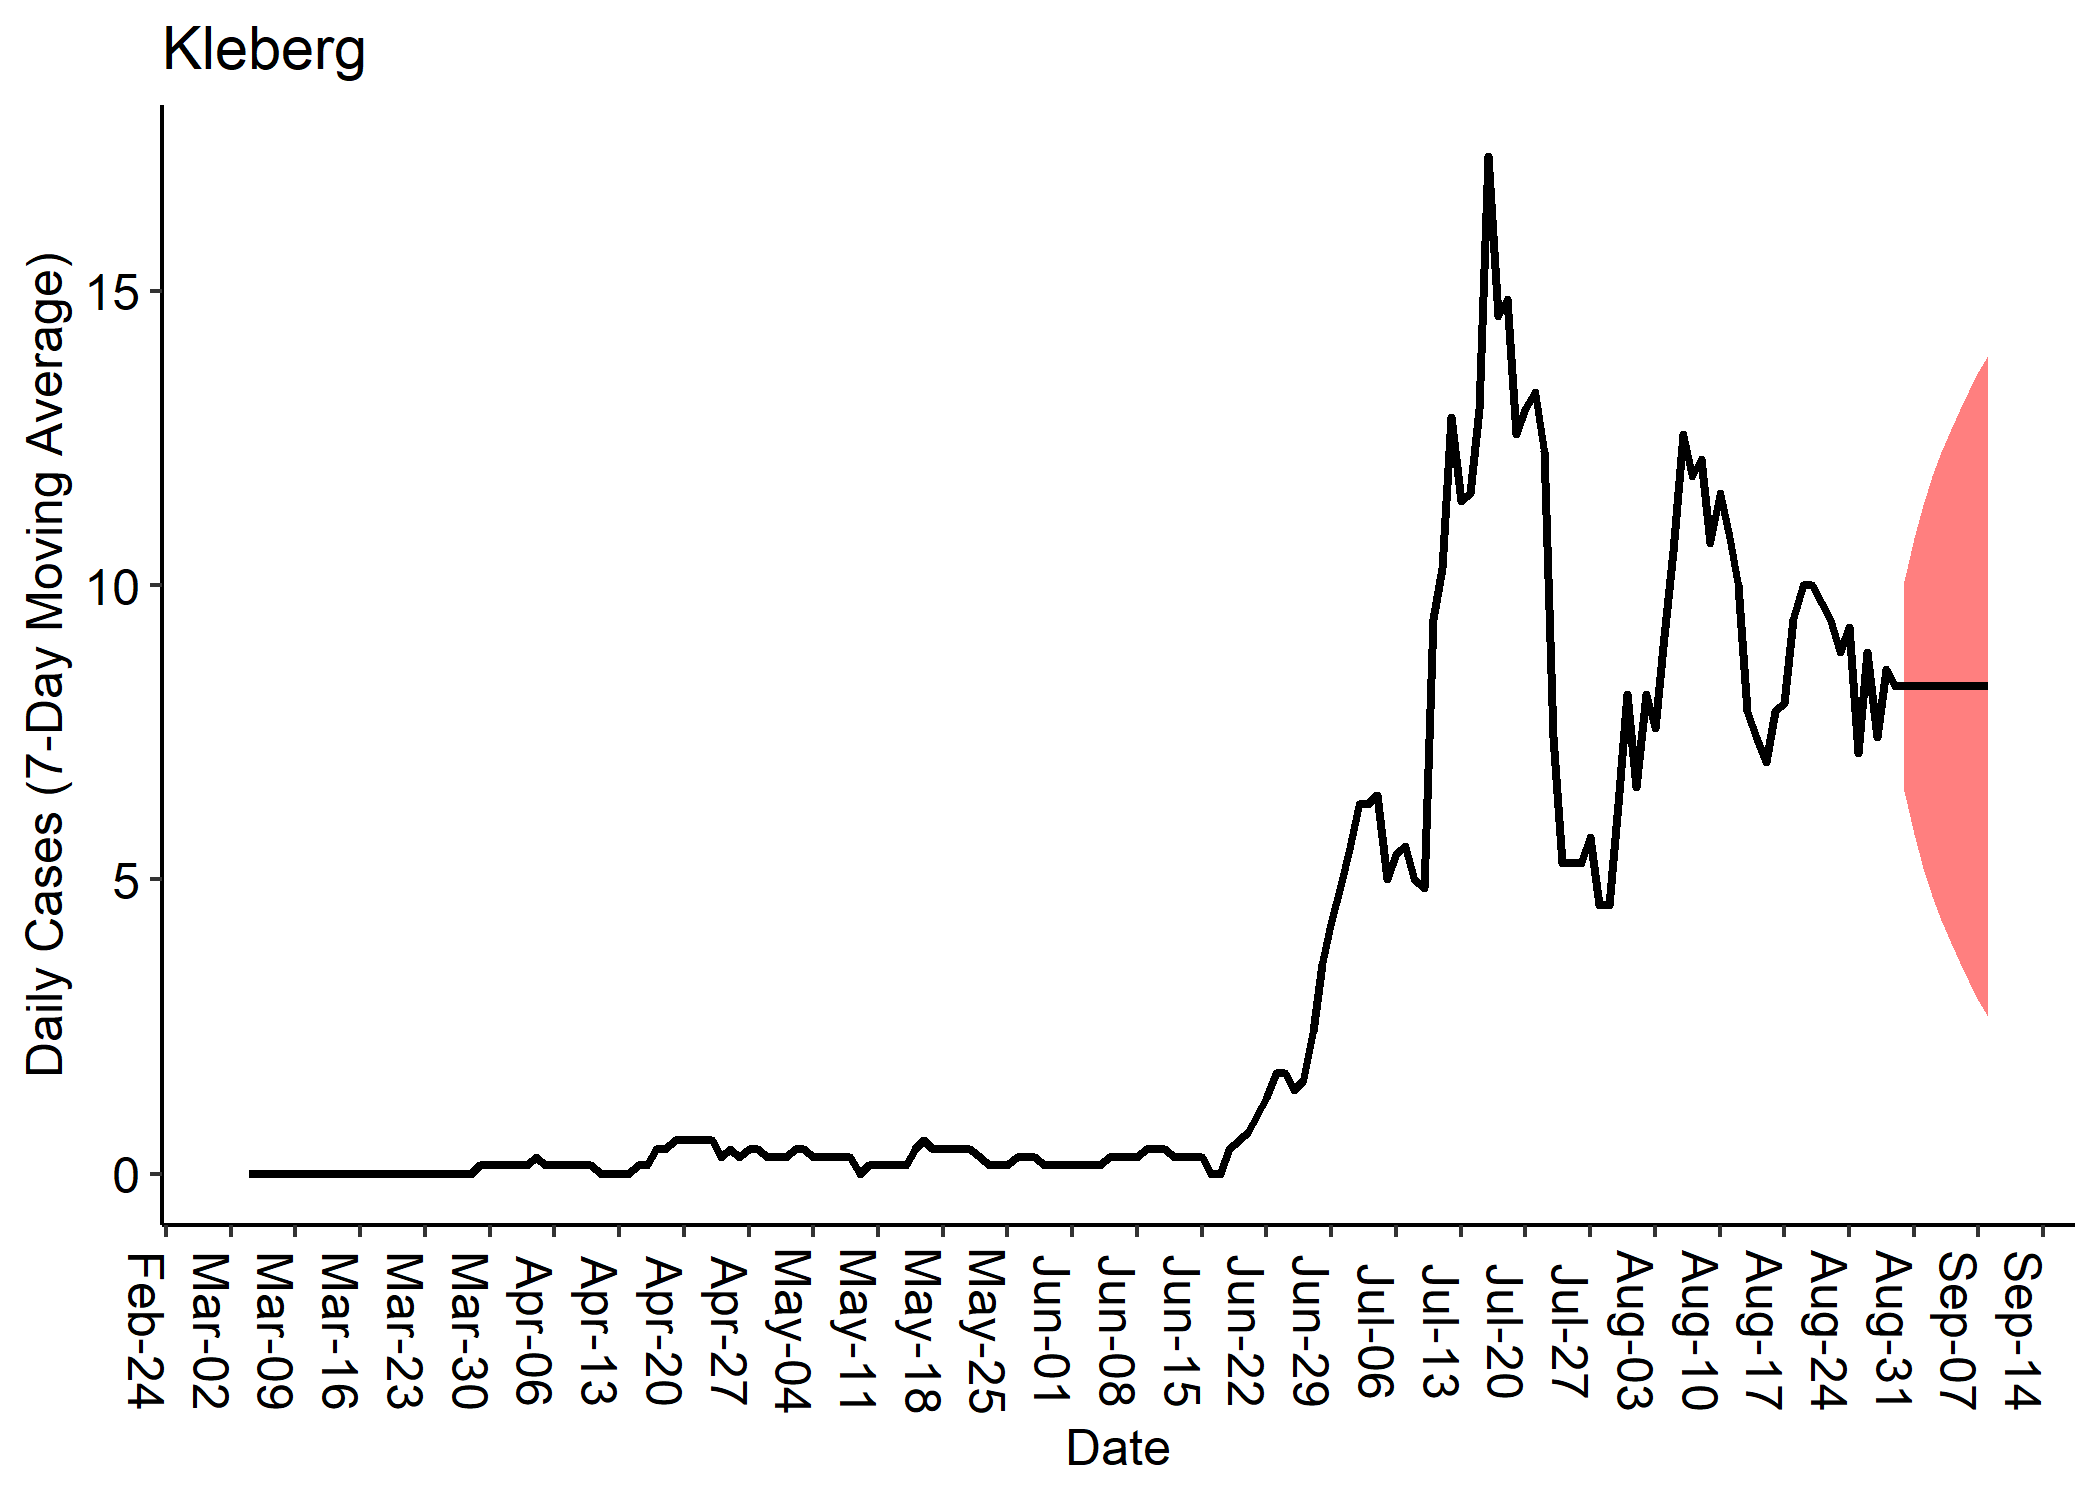 Kleberg
Daily Cases (7-Day Moving Average)
15
10
5
0
Feb-24
Mar-02
Mar-09
Mar-16
Mar-23
Mar-30
Apr-06
Apr-13
Apr-20
Apr-27
May-04
May-11
May-18
May-25
Jun-01
Jun-08
Jun-15
Jun-22
Jun-29
Jul-06
Jul-13
Jul-20
Jul-27
Aug-03
Aug-10
Aug-17
Aug-24
Aug-31
Sep-07
Sep-14
Date